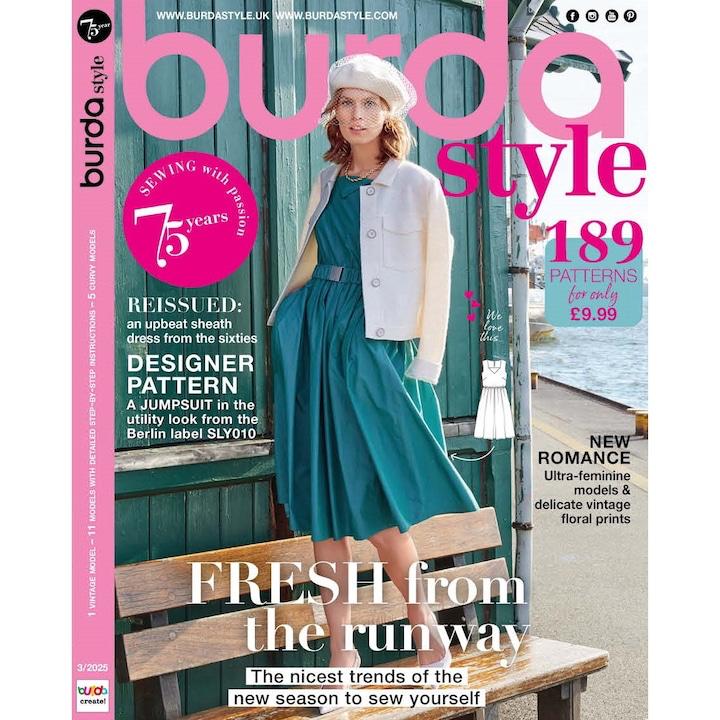 WWW.BURDASTYLE.UK WWW.BURDASTYLE.COM
burda
style
75 year
burda style
SEWING with passion
75 years
189
PATTERNS
for only
£9.99
REISSUED:
an upbeat sheath
dress from the sixties
DESIGNER
PATTERN
A JUMPSUIT in the
utility look from the
Berlin label SLY010
We
love
this...
NEW
ROMANCE
Ultra-feminine
models &
delicate vintage
floral prints
FRESH from
the runway
The nicest trends of the
new season to sew yourself
1 VINTAGE MODEL – 11 MODELS WITH DETAILED STEP-BY-STEP INSTRUCTIONS – 5 CURVY MODELS
3/2025
burda
create!